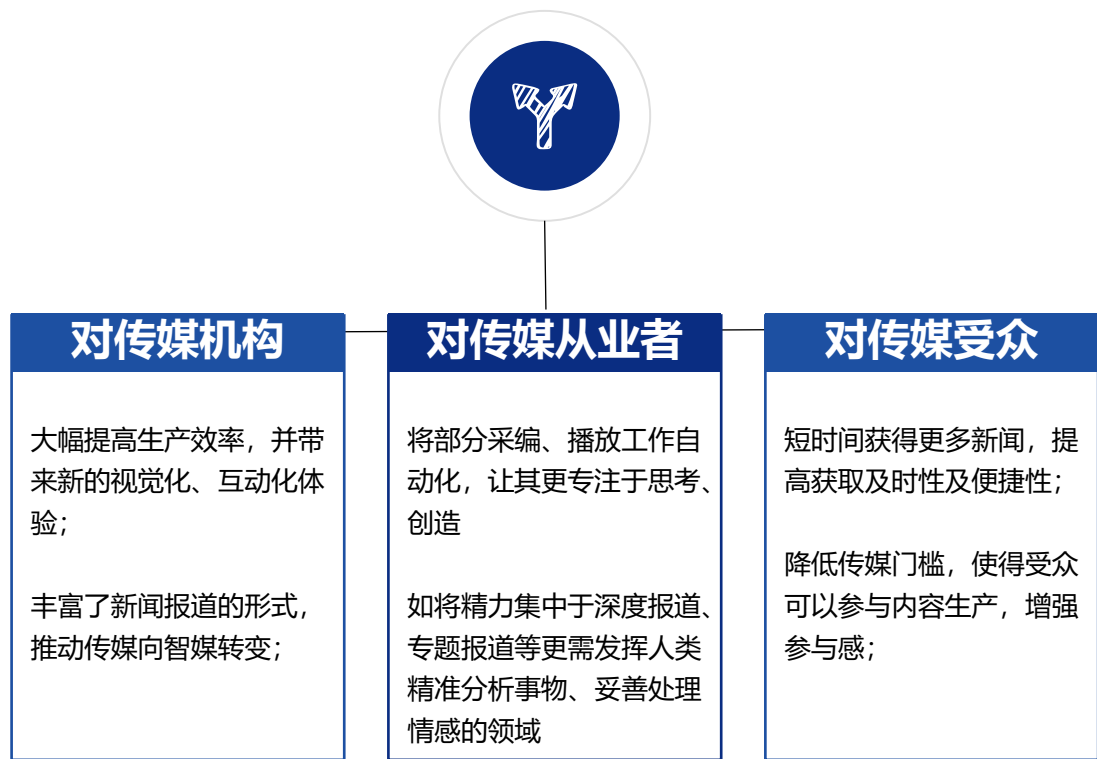 对传媒机构
大幅提高生产效率，并带
来新的视觉化、互动化体
验；
丰富了新闻报道的形式，
推动传媒向智媒转变；
对传媒从业者
将部分采编、播放工作自
动化，让其更专注于思考、
创造
如将精力集中于深度报道、
专题报道等更需发挥人类
精准分析事物、妥善处理
情感的领域
对传媒受众
短时间获得更多新闻，提
高获取及时性及便捷性；
降低传媒门槛，使得受众
可以参与内容生产，增强
参与感；